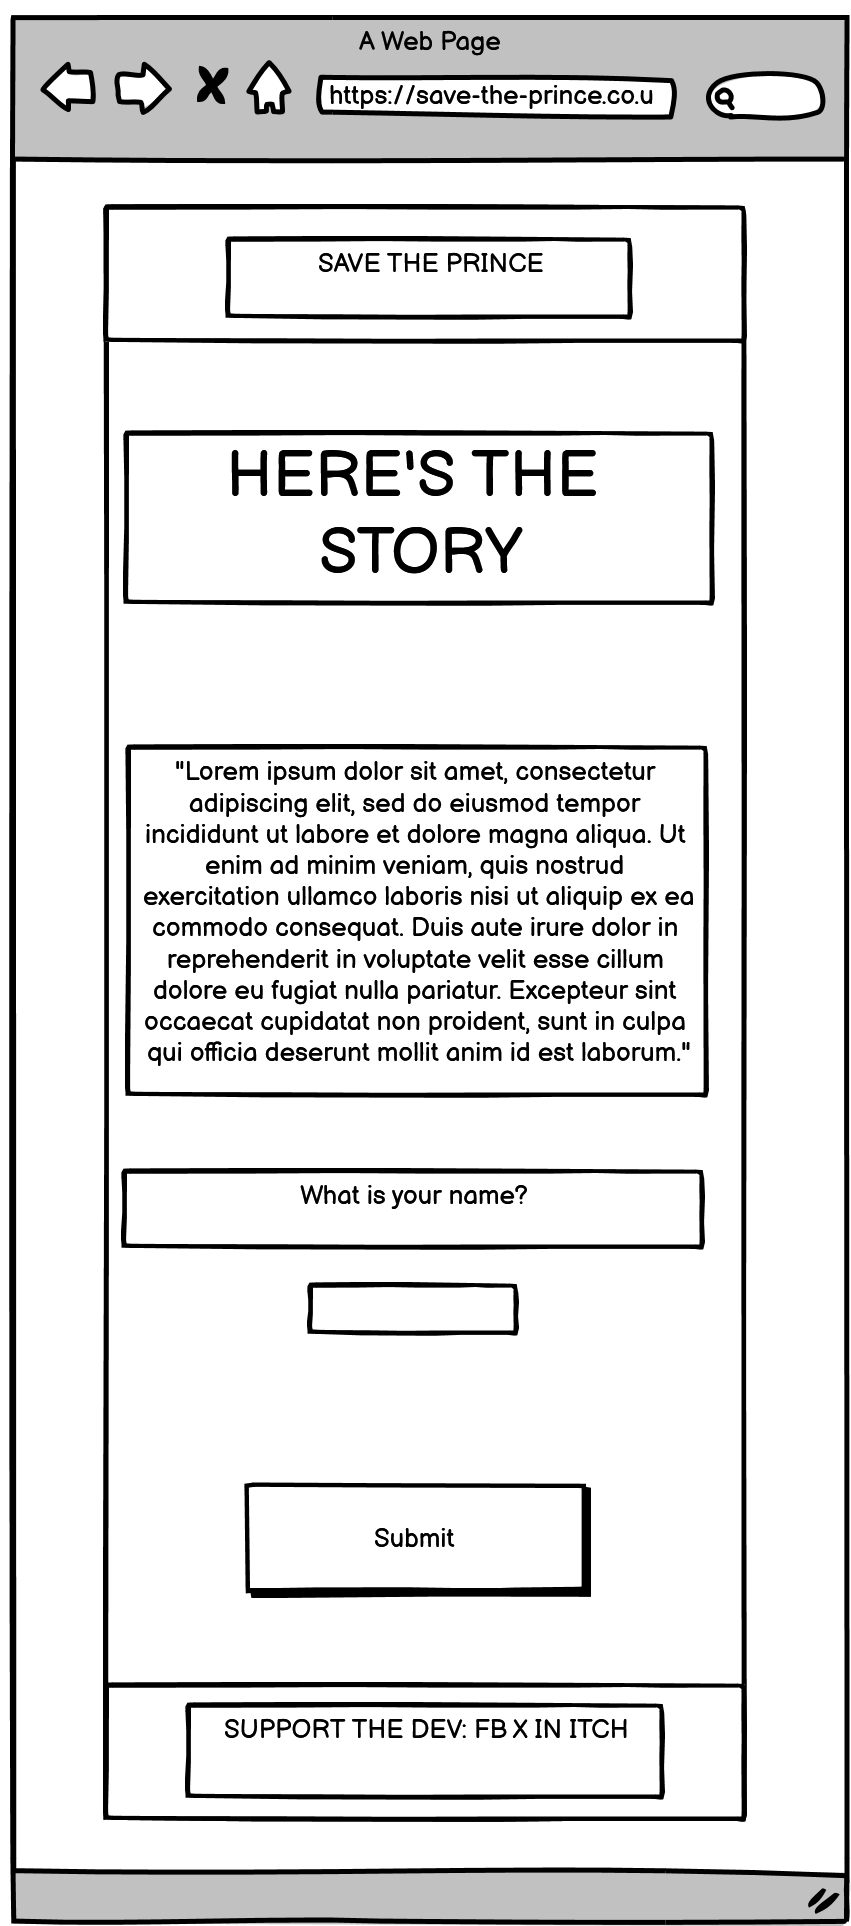 A Web Page
https://save-the-prince.co.u
SAVE THE PRINCE
HERE'S THE
STORY
"Lorem ipsum dolor sit amet, consectetur
adipiscing elit, sed do eiusmod tempor
incididunt ut labore et dolore magna aliqua. Ut
enim ad minim veniam, quis nostrud
exercitation ullamco laboris nisi ut aliquip ex ea
commodo consequat. Duis aute irure dolor in
reprehenderit in voluptate velit esse cillum
dolore eu fugiat nulla pariatur. Excepteur sint
occaecat cupidatat non proident, sunt in culpa
qui officia deserunt mollit anim id est laborum."
What is your name?
Submit
SUPPORT THE DEV: FB X IN ITCH